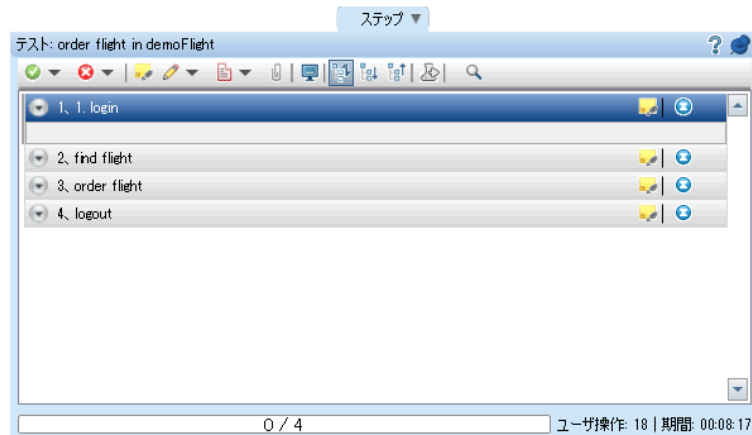 ステップ ▼
テスト: order flight in demoFlight
1、1. login
2、find flight
3、order flight
4、logout
0 / 4
ユーザ操作: 18 | 期間: 00:08:17